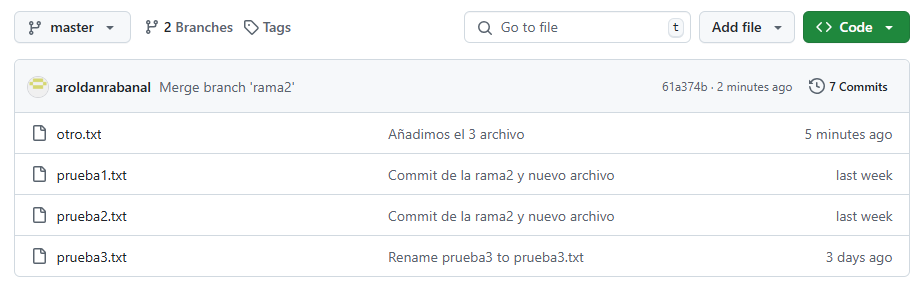 master 2 Branches Tags Go to file t Add file Code
aroldanrabanal Merge branch 'rama2' 61a374b · 2 minutes ago 7 Commits
otro.txt Añadimos el 3 archivo 5 minutes ago
prueba1.txt Commit de la rama2 y nuevo archivo last week
prueba2.txt Commit de la rama2 y nuevo archivo last week
prueba3.txt Rename prueba3 to prueba3.txt 3 days ago